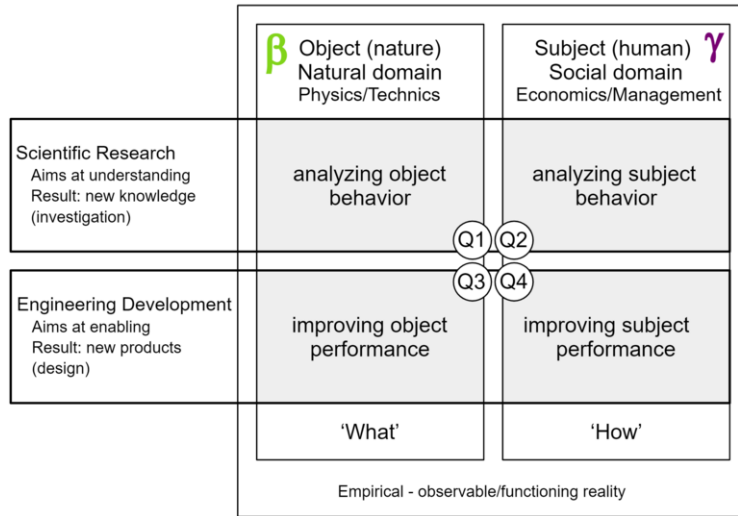 β
Object (nature)
Natural domain
Physics/Technics
Subject (human)
Social domain
Economics/Management
γ
Scientific Research
Aims at understanding
Result: new knowledge
(investigation)
analyzing object
behavior
analyzing subject
behavior
Q1
Q2
Q3
Q4
Engineering Development
Aims at enabling
Result: new products
(design)
improving object
performance
improving subject
performance
‘What’
‘How’
Empirical - observable/functioning reality